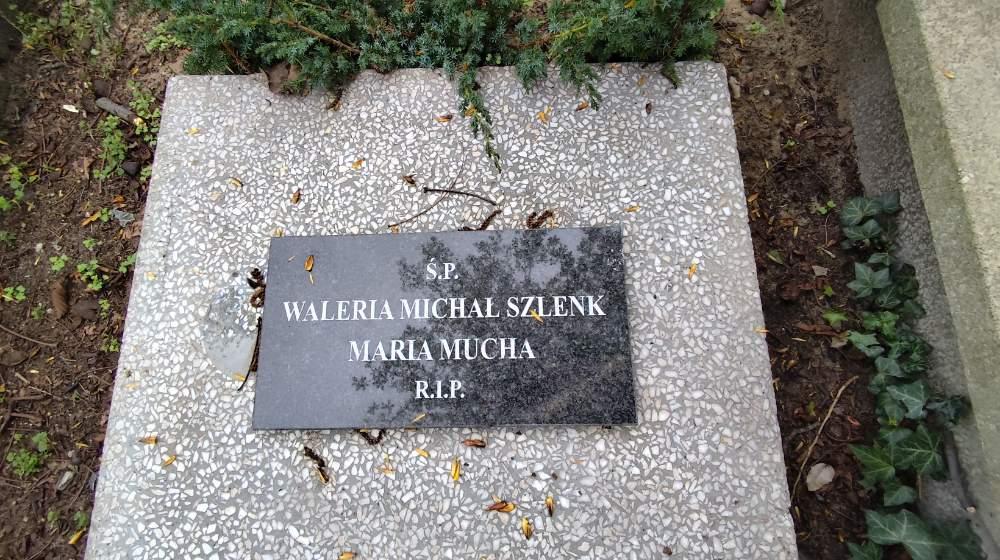 Ś.P.
WALERIA MICHAŁ SZLENK
MARIA MUCHA
R.I.P.